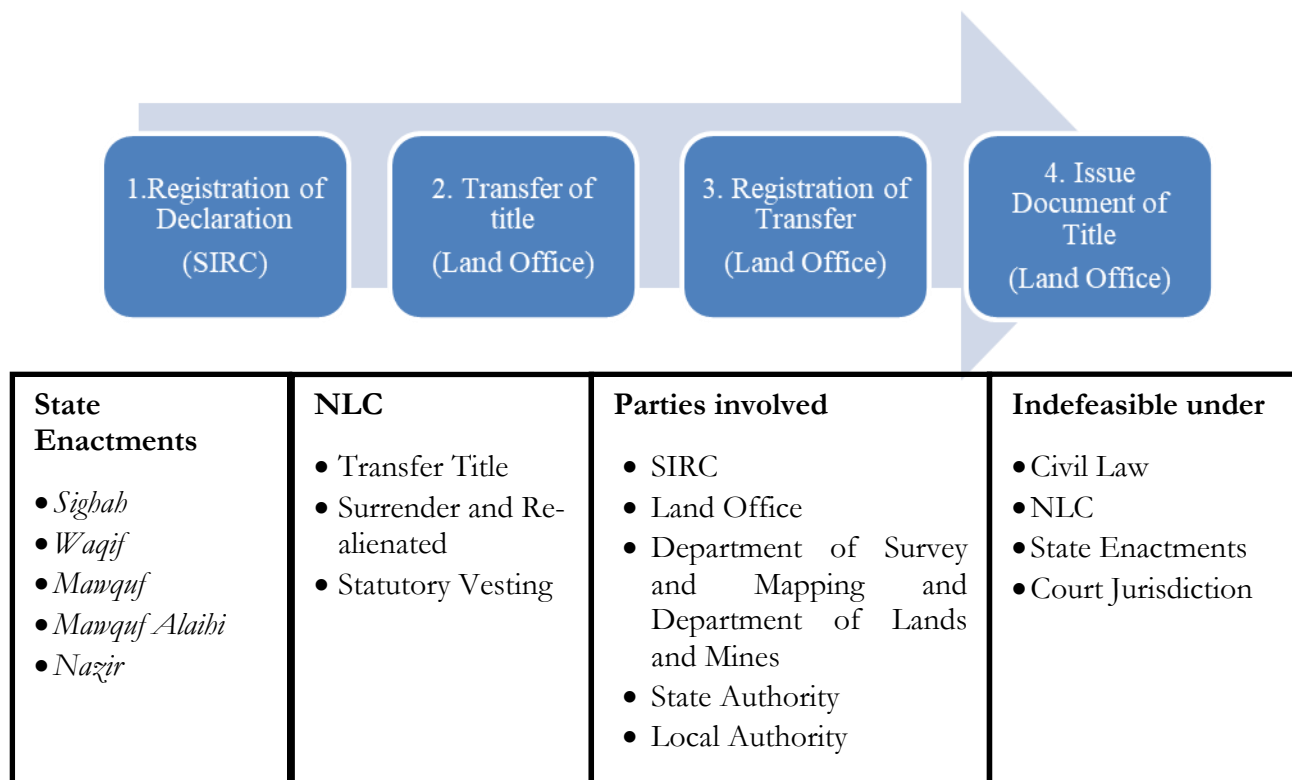 1.Registration of
Declaration
(SIRC)
2. Transfer of
title
(Land Office)
3. Registration of
Transfer
(Land Office)
4. Issue
Document of
Title
(Land Office)
State
Enactments
• Sighah
• Waqif
• Mawquf
• Mawquf Alaihi
• Nazir
NLC
• Transfer Title
• Surrender and Re-
alienated
• Statutory Vesting
Parties involved
• SIRC
• Land Office
• Department of Survey
and Mapping and
Department of Lands
and Mines
• State Authority
• Local Authority
Indefeasible under
• Civil Law
• NLC
• State Enactments
• Court Jurisdiction